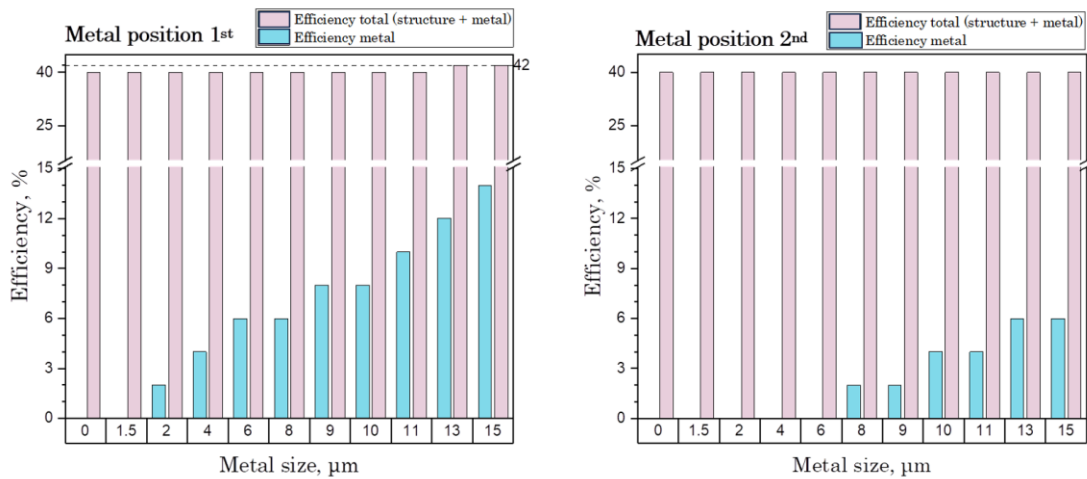 Metal position 1st
Efficiency total (structure + metal)
Efficiency metal
42
40
25
15
12
9
6
3
0
Efficiency, %
0 1.5 2 4 6 8 9 10 11 13 15
Metal size, µm
Metal position 2nd
Efficiency total (structure + metal)
Efficiency metal
40
25
15
12
9
6
3
0
Efficiency, %
0 1.5 2 4 6 8 9 10 11 13 15
Metal size, µm